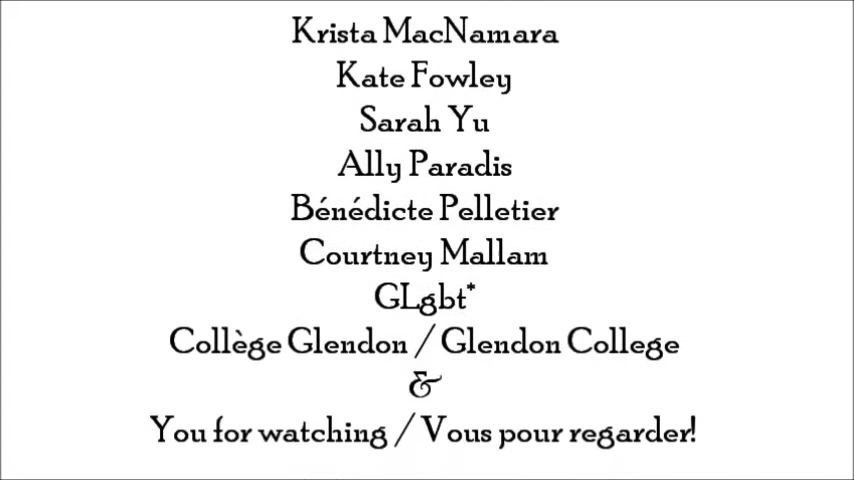 Krista MacNamara
Kate Fowley
Sarah Yu
Ally Paradis
Bénédicte Pelletier
Courtney Mallam
GLgbt*
Collège Glendon / Glendon College
&
You for watching / Vous pour regarder!